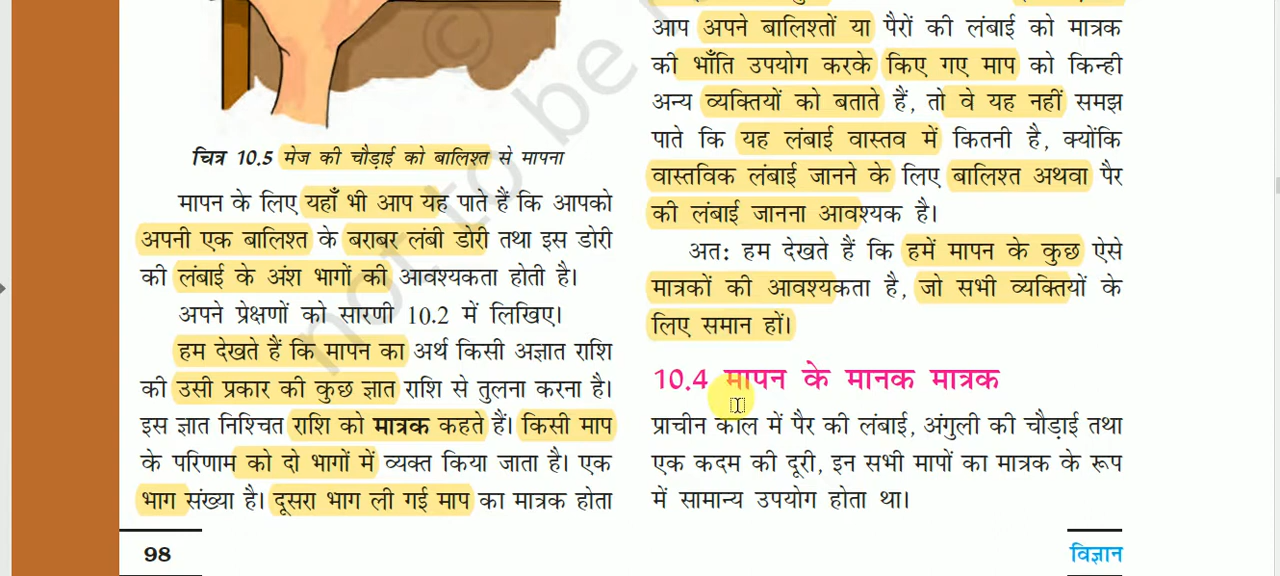 चित्र 10.5 मेज की चौड़ाई को बालिश्त से मापना
मापन के लिए यहाँ भी आप यह पाते हैं कि आपको
अपनी एक बालिश्त के बराबर लंबी डोरी तथा इस डोरी
की लंबाई के अंश भागों की आवश्यकता होती है।
अपने प्रेक्षणों को सारणी 10.2 में लिखिए।
हम देखते हैं कि मापन का अर्थ किसी अज्ञात राशि
की उसी प्रकार की कुछ ज्ञात राशि से तुलना करना है।
इस ज्ञात निश्चित राशि को मात्रक कहते हैं। किसी माप
के परिणाम को दो भागों में व्यक्त किया जाता है। एक
भाग संख्या है। दूसरा भाग ली गई माप का मात्रक होता
98
आप अपने बालिश्तों या पैरों की लंबाई को मात्रक
की भाँति उपयोग करके किए गए माप को किन्ही
अन्य व्यक्तियों को बताते हैं, तो वे यह नहीं समझ
पाते कि यह लंबाई वास्तव में कितनी है, क्योंकि
वास्तविक लंबाई जानने के लिए बालिश्त अथवा पैर
की लंबाई जानना आवश्यक है।
अत: हम देखते हैं कि हमें मापन के कुछ ऐसे
मात्रकों की आवश्यकता है, जो सभी व्यक्तियों के
लिए समान हों।
10.4 मापन के मानक मात्रक
प्राचीन काल में पैर की लंबाई, अंगुली की चौड़ाई तथा
एक कदम की दूरी, इन सभी मापों का मात्रक के रूप
में सामान्य उपयोग होता था।
विज्ञान
© not to be